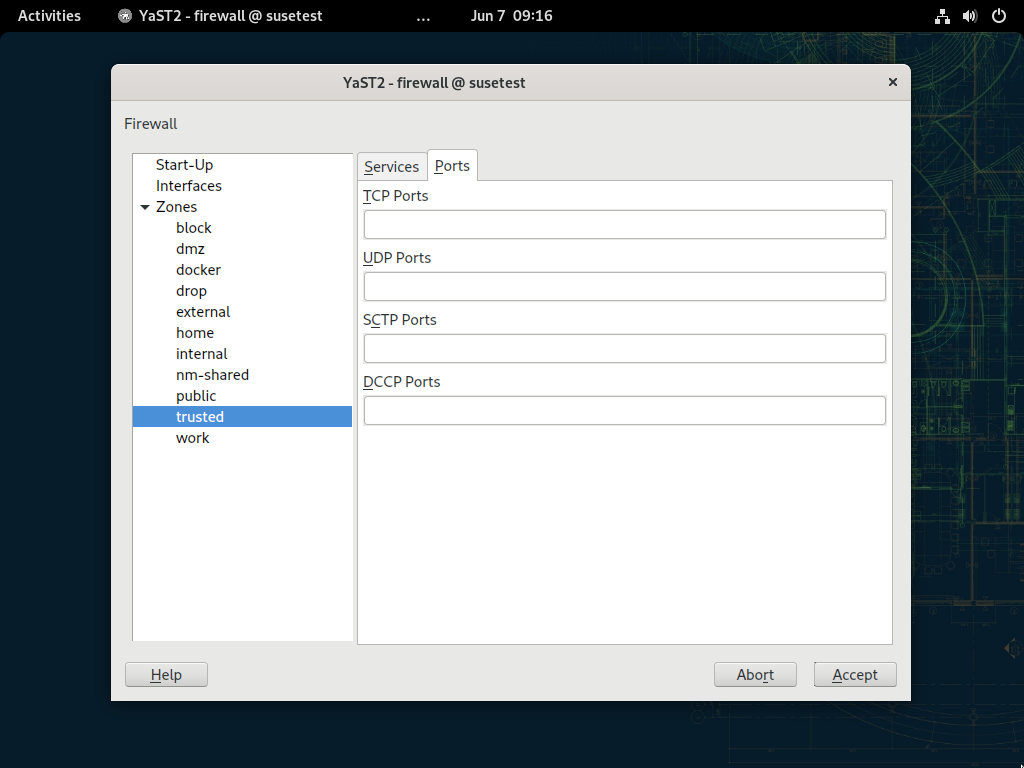 Activities
YaST2 - firewall @ susetest
...
Jun 7 09:16
YaST2 - firewall @ susetest
×
Firewall
Start-Up
Interfaces
Zones
block
dmz
docker
drop
external
home
internal
nm-shared
public
trusted
work
Services
Ports
TCP Ports
UDP Ports
SCTP Ports
DCCP Ports
Help
Abort
Accept